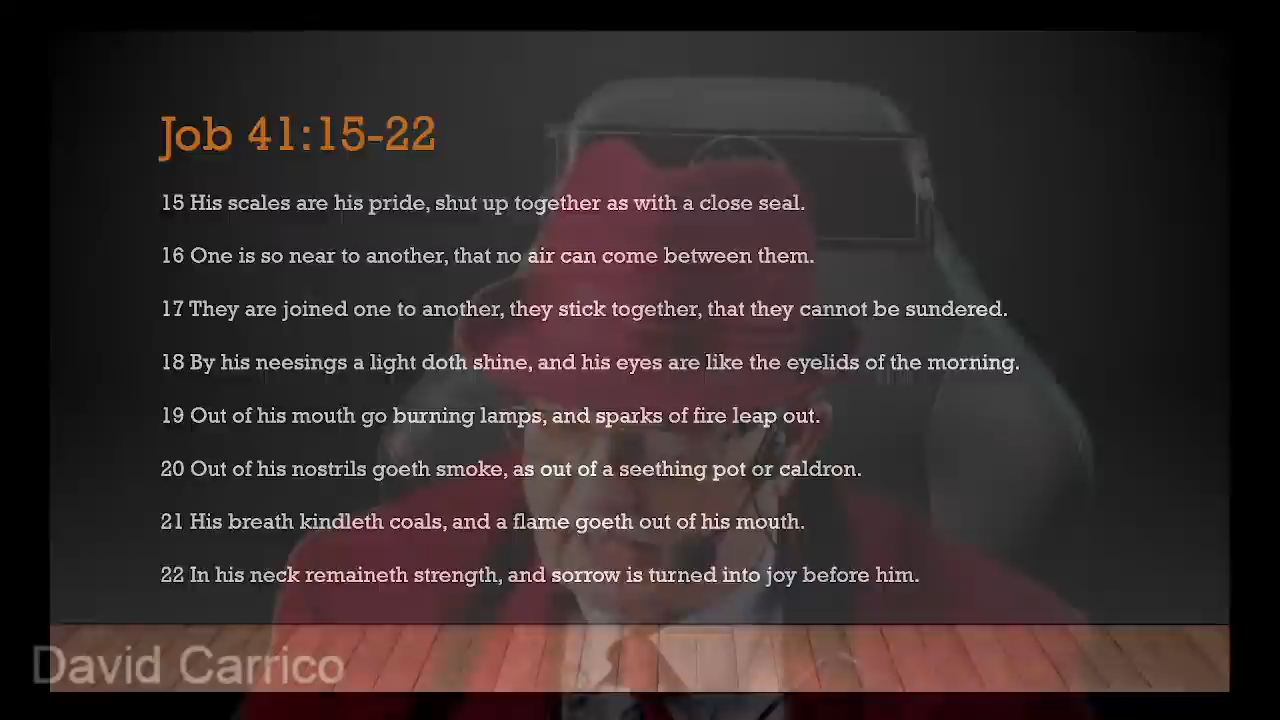 Job 41:15-22
15 His scales are his pride, shut up together as with a close seal.
16 One is so near to another, that no air can come between them.
17 They are joined one to another, they stick together, that they cannot be sundered.
18 By his neesings a light doth shine, and his eyes are like the eyelids of the morning.
19 Out of his mouth go burning lamps, and sparks of fire leap out.
20 Out of his nostrils goeth smoke, as out of a seething pot or caldron.
21 His breath kindleth coals, and a flame goeth out of his mouth.
22 In his neck remaineth strength, and sorrow is turned into joy before him.
David Carrico